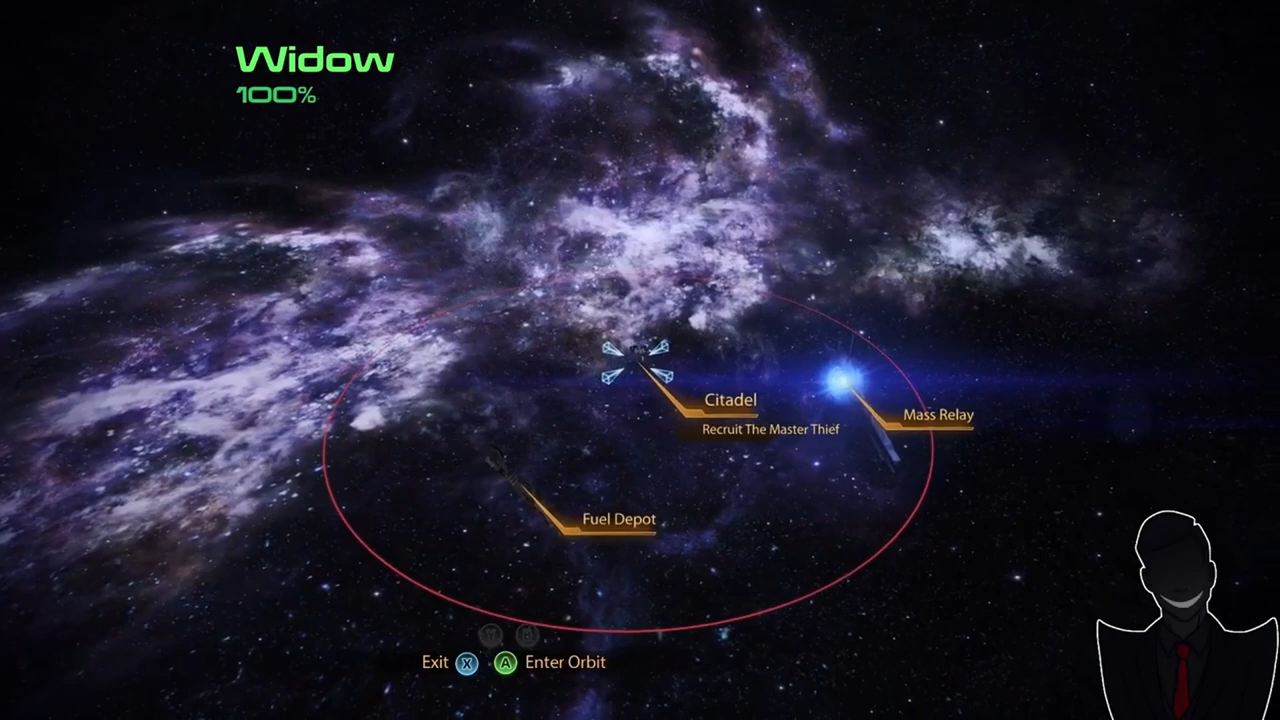 Widow
100%
Citadel
Recruit The Master Thief
Mass Relay
Fuel Depot
Y B
Exit X A Enter Orbit